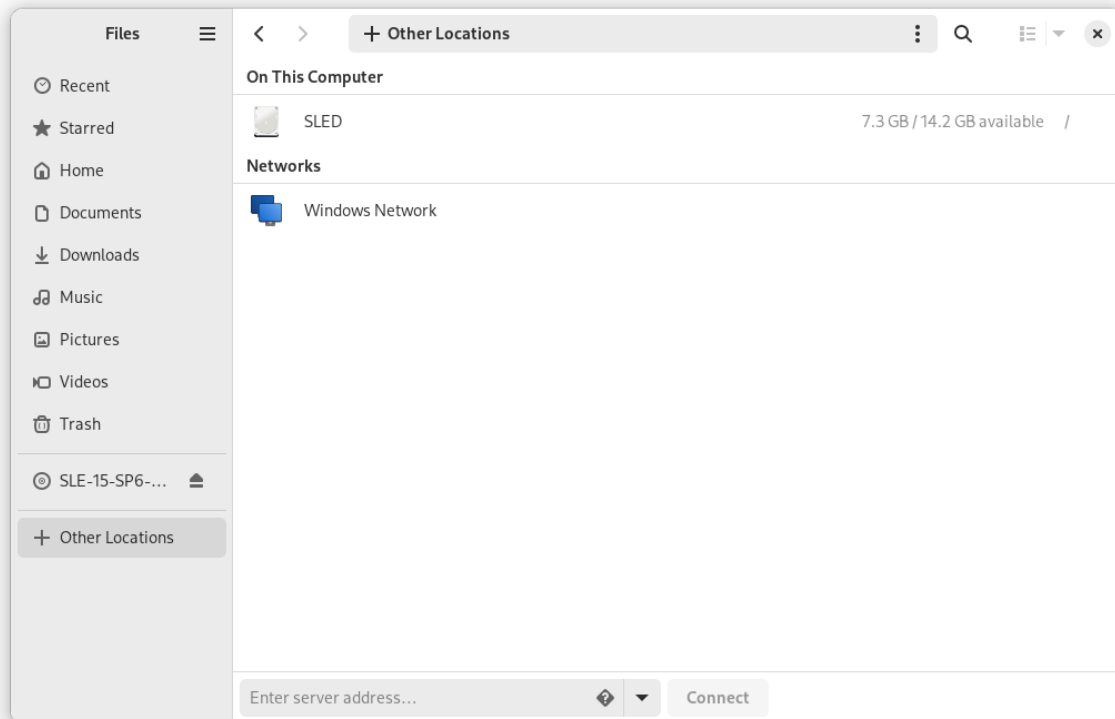 Files
Other Locations
Recent
Starred
Home
Documents
Downloads
Music
Pictures
Videos
Trash
SLE-15-SP6-...
Other Locations
On This Computer
SLED 7.3 GB / 14.2 GB available /
Networks
Windows Network
Enter server address... Connect